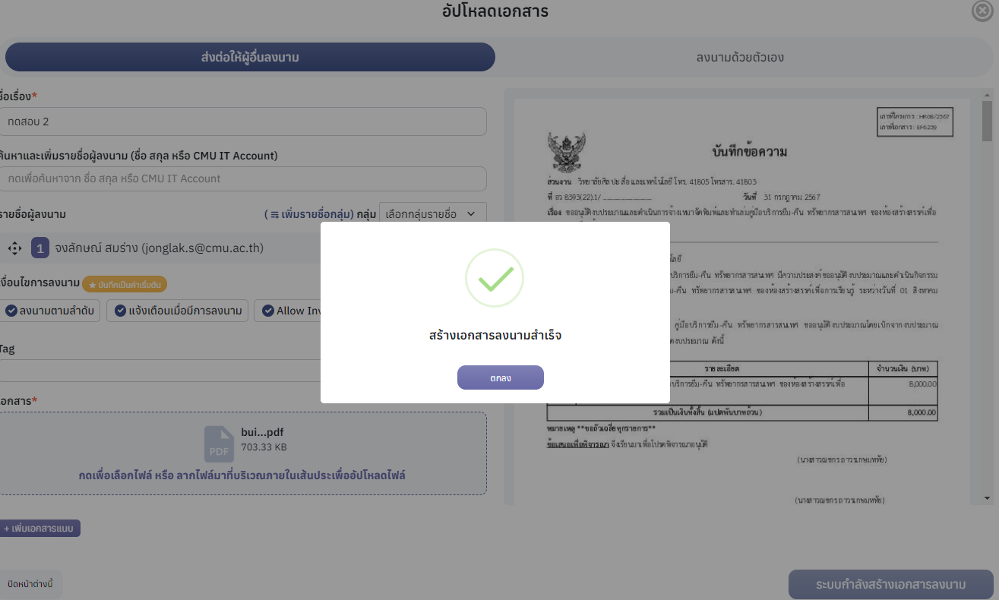 อัปโหลดเอกสาร
ส่งต่อให้ผู้อื่นลงนาม
ลงนามด้วยตัวเอง
ชื่อเรื่อง*
ทดสอบ 2
ค้นหาและเพิ่มรายชื่อผู้ลงนาม (ชื่อ สกุล หรือ CMU IT Account)
กดเพื่อค้นหาจาก ชื่อ สกุล หรือ CMU IT Account
รายชื่อผู้ลงนาม
( เพิ่มรายชื่อกลุ่ม) กลุ่ม เลือกกลุ่มรายชื่อ
1 จงลักษณ์ สมร่าง (jonglak.s@cmu.ac.th)
เงื่อนไขการลงนาม บันทึกเป็นค่าเริ่มต้น
ลงนามตามลำดับ แจ้งเตือนเมื่อมีการลงนาม Allow Inv
Tag
เอกสาร*
PDF
bui...pdf
703.33 KB
กดเพื่อเลือกไฟล์ หรือ ลากไฟล์มาที่บริเวณภายในเส้นประเพื่ออัปโหลดไฟล์
+ เพิ่มเอกสารแนบ
ปิดหน้าต่างนี้
สร้างเอกสารลงนามสำเร็จ
ตกลง
เลขที่โครงการ : HR08/2567
เลขที่เอกสาร : EF6239
บันทึกข้อความ
ส่วนงาน วิทยาลัยศิลปะ สื่อ และเทคโนโลยี โทร. 41805 โทรสาร. 41803
ที่ อว 8393(22).1/
วันที่ 31 กรกฎาคม 2567
เรื่อง ขออนุมัติงบประมาณและดำเนินการจ้างเหมาจัดพิมพ์และทำเล่มคู่มือบริการยืม-คืน ทรัพยากรสารสนเทศ ของห้องสร้างสรรค์เพื่อ
บริการยืม-คืน ทรัพยากรสารสนเทศ มีความประสงค์ขออนุมัติงบประมาณและดำเนินกิจกรรม
ม-คืน ทรัพยากรสารสนเทศ ของห้องสร้างสรรค์เพื่อการเรียนรู้ ระหว่างวันที่ 01 สิงหาคม
คู่มือบริการยืม-คืน ทรัพยากรสารสนเทศ ขออนุมัติงบประมาณโดยเบิกจากงบประมาณ
งบประมาณ ดังนี้
รายละเอียด
จำนวนเงิน (บาท)
บริการยืม-คืน ทรัพยากรสารสนเทศ ของห้องสร้างสรรค์เพื่อ
8,000.00
รวมเป็นเงินทั้งสิ้น (แปดพันบาทถ้วน)
8,000.00
หมายเหตุ **ขอถัวเฉลี่ยทุกรายการ**
ข้อเสนอเพื่อพิจารณา จึงเรียนมาเพื่อโปรดพิจารณาอนุมัติ
ระบบกำลังสร้างเอกสารลงนาม